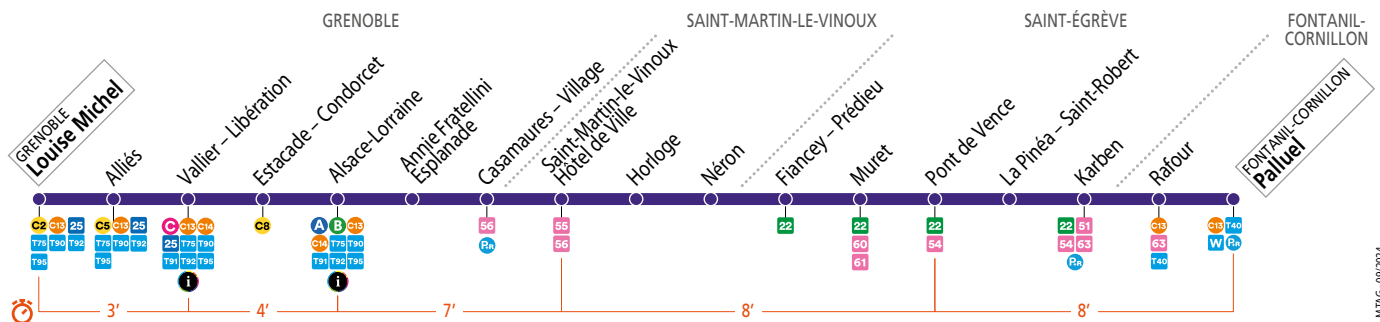 GRENOBLE
SAINT-MARTIN-LE-VINOUX
SAINT-ÉGRÈVE
FONTANIL-
CORNILLON
GRENOBLE
Louise Michel
Alliés
Vallier – Libération
Estacade – Condorcet
Alsace-Lorraine
Annie Fratellini
Esplanade
Casamaures – Village
Saint-Martin-le-Vinoux
Hôtel de Ville
Horloge
Néron
Fiancey – Prédieu
Muret
Pont de Vence
La Pinéa – Saint-Robert
Karben
Rafour
FONTANIL-CORNILLON
Palluel
C2 C13 25
T75 T90 T92
T95
C5 C13 25
T75 T90 T92
T95
C C13 C14
25 T75 T90
T91 T92 T95
i
C8
A B C13
C14 T75 T90
T91 T92 T95
i
56
P+R
55
56
22
22
60
61
22
54
22 51
54 63
P+R
C13
63
T40
C13 T40
W P+R
3’
4’
7’
8’
8’
MTAG - 09/2024